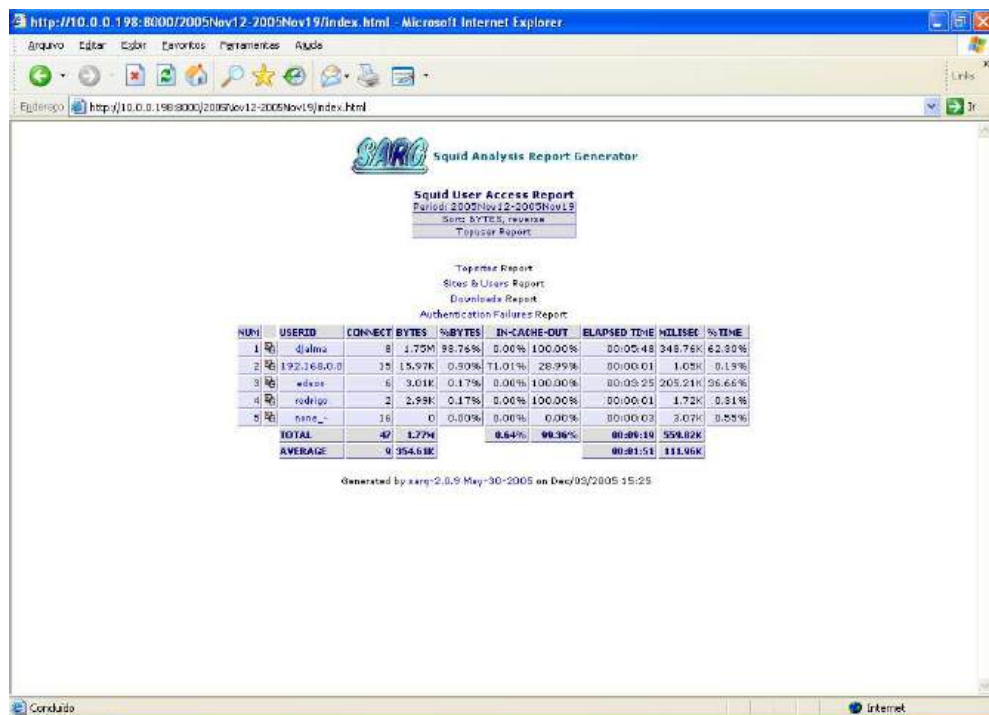 http://10.0.0.198:8000/2005Nov12-2005Nov19/index.html - Microsoft Internet Explorer
Arquivo Editar Exibir Favoritos Ferramentas Ajuda
Links
Endereço http://10.0.0.198:8000/2005Nov12-2005Nov19/index.html Ir
SARG Squid Analysis Report Generator
Squid User Access Report
Period: 2005Nov12-2005Nov19
Sort: BYTES, reverse
Topuser Report
Topsites Report
Sites & Users Report
Downloads Report
Authentication Failures Report
NUM USERID CONNECT BYTES %BYTES IN-CACHE-OUT ELAPSED TIME MILISEC %TIME
1 djalma 8 1.75M 98.76% 0.00% 100.00% 00:05:48 348.76K 62.30%
2 192.168.0.8 15 15.97K 0.90% 71.01% 28.99% 00:00:01 1.05K 0.19%
3 edson 6 3.01K 0.17% 0.00% 100.00% 00:03:25 205.21K 36.66%
4 rodrigo 2 2.99K 0.17% 0.00% 100.00% 00:00:01 1.72K 0.31%
5 none_- 16 0 0.00% 0.00% 0.00% 00:00:03 3.07K 0.55%
TOTAL 47 1.77M 0.64% 99.36% 00:09:19 559.82K
AVERAGE 9 354.61K 00:01:51 111.96K
Generated by sarg-2.0.9 May-30-2005 on Dec/03/2005 15:25
Concluído Internet